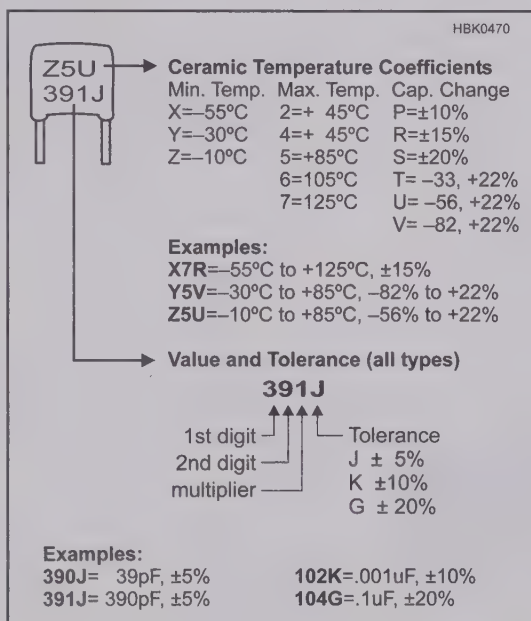 HBK0470
Z5U
391J
Ceramic Temperature Coefficients
Min. Temp. Max. Temp. Cap. Change
X=–55ºC 2=+ 45ºC P=±10%
Y=–30ºC 4=+ 45ºC R=±15%
Z=–10ºC 5=+85ºC S=±20%
6=105ºC T= –33, +22%
7=125ºC U= –56, +22%
V= –82, +22%
Examples:
X7R=–55ºC to +125ºC, ±15%
Y5V=–30ºC to +85ºC, –82% to +22%
Z5U=–10ºC to +85ºC, –56% to +22%
Value and Tolerance (all types)
391J
1st digit Tolerance
2nd digit J ± 5%
multiplier K ±10%
G ± 20%
Examples:
390J= 39pF, ±5% 102K=.001uF, ±10%
391J= 390pF, ±5% 104G=.1uF, ±20%